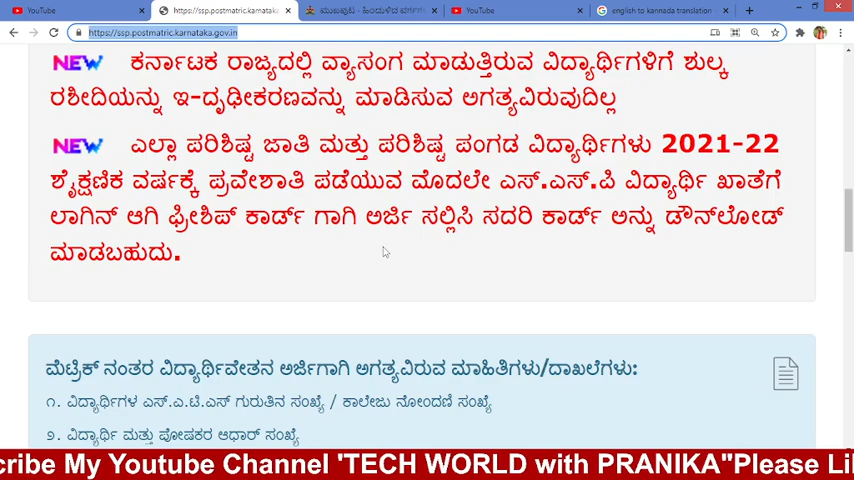 YouTube
https://ssp.postmatric.karnataka
ಮುಖಪುಟ - ಹಿಂದುಳಿದ ವರ್ಗಗಳ
YouTube
english to kannada translation
https://ssp.postmatric.karnataka.gov.in
NEW ಕರ್ನಾಟಕ ರಾಜ್ಯದಲ್ಲಿ ವ್ಯಾಸಂಗ ಮಾಡುತ್ತಿರುವ ವಿದ್ಯಾರ್ಥಿಗಳಿಗೆ ಶುಲ್ಕ
ರಶೀದಿಯನ್ನು ಇ-ದೃಢೀಕರಣವನ್ನು ಮಾಡಿಸುವ ಅಗತ್ಯವಿರುವುದಿಲ್ಲ
NEW ಎಲ್ಲಾ ಪರಿಶಿಷ್ಟ ಜಾತಿ ಮತ್ತು ಪರಿಶಿಷ್ಟ ಪಂಗಡ ವಿದ್ಯಾರ್ಥಿಗಳು 2021-22
ಶೈಕ್ಷಣಿಕ ವರ್ಷಕ್ಕೆ ಪ್ರವೇಶಾತಿ ಪಡೆಯುವ ಮೊದಲೇ ಎಸ್.ಎಸ್.ಪಿ ವಿದ್ಯಾರ್ಥಿ ಖಾತೆಗೆ
ಲಾಗಿನ್ ಆಗಿ ಫ್ರೀಶಿಪ್ ಕಾರ್ಡ್ ಗಾಗಿ ಅರ್ಜಿ ಸಲ್ಲಿಸಿ ಸದರಿ ಕಾರ್ಡ್ ಅನ್ನು ಡೌನ್‌ಲೋಡ್
ಮಾಡಬಹುದು.
ಮೆಟ್ರಿಕ್ ನಂತರ ವಿದ್ಯಾರ್ಥಿವೇತನ ಅರ್ಜಿಗಾಗಿ ಅಗತ್ಯವಿರುವ ಮಾಹಿತಿಗಳು/ದಾಖಲೆಗಳು:
೧. ವಿದ್ಯಾರ್ಥಿಗಳ ಎಸ್.ಎ.ಟಿ.ಎಸ್ ಗುರುತಿನ ಸಂಖ್ಯೆ / ಕಾಲೇಜು ನೋಂದಣಿ ಸಂಖ್ಯೆ
೨. ವಿದ್ಯಾರ್ಥಿ ಮತ್ತು ಪೋಷಕರ ಆಧಾರ್ ಸಂಖ್ಯೆ
cribe My Youtube Channel 'TECH WORLD with PRANIKA"Please Li